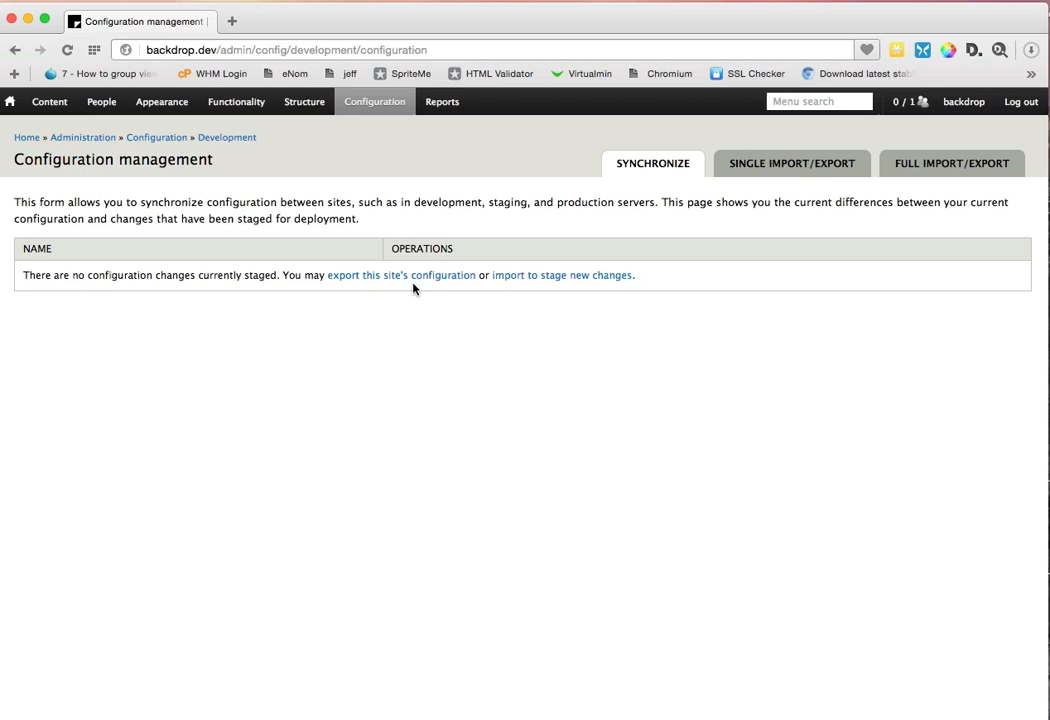 Configuration management |
backdrop.dev/admin/config/development/configuration
7 - How to group vie
WHM Login
eNom
jeff
SpriteMe
HTML Validator
Virtualmin
Chromium
SSL Checker
Download latest stab
Content People Appearance Functionality Structure Configuration Reports Menu search 0 / 1 backdrop Log out
Home » Administration » Configuration » Development
Configuration management
SYNCHRONIZE SINGLE IMPORT/EXPORT FULL IMPORT/EXPORT
This form allows you to synchronize configuration between sites, such as in development, staging, and production servers. This page shows you the current differences between your current
configuration and changes that have been staged for deployment.
NAME OPERATIONS
There are no configuration changes currently staged. You may export this site's configuration or import to stage new changes.